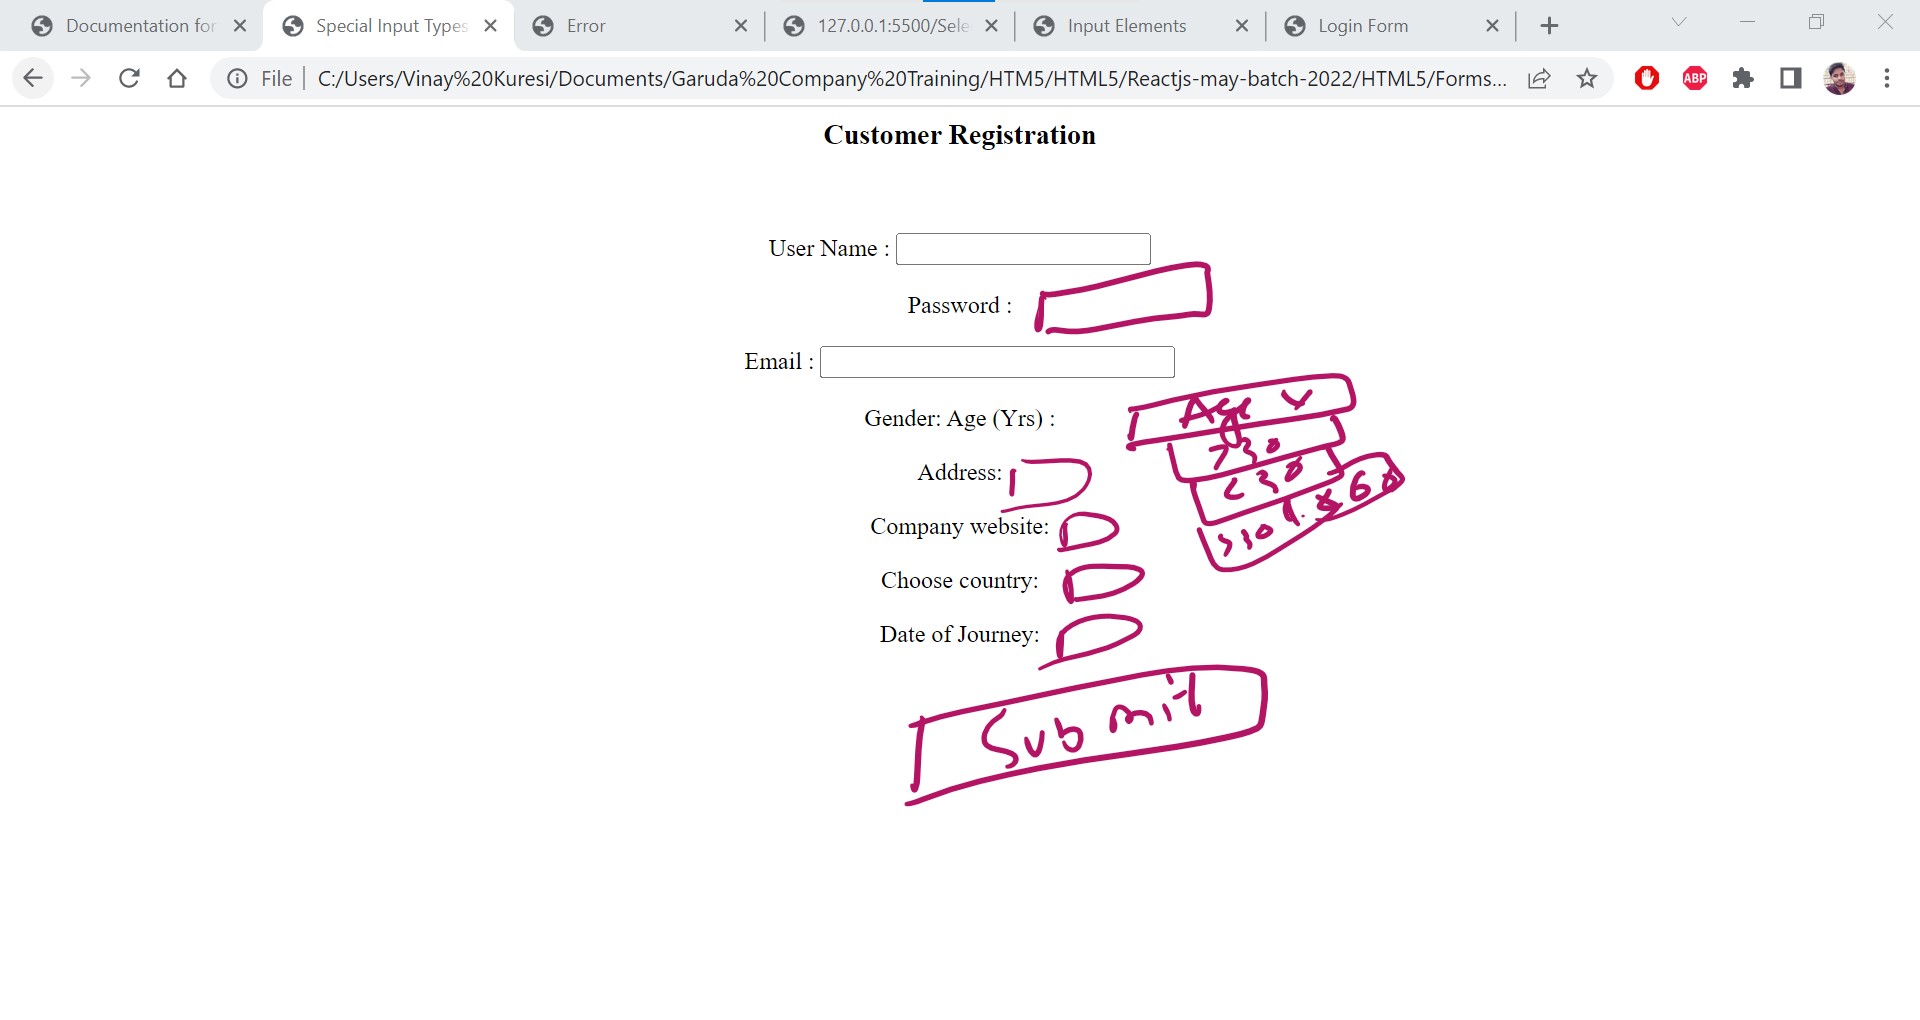 Documentation for
Special Input Types
Error
127.0.0.1:5500/Sele
Input Elements
Login Form
File
C:/Users/Vinay%20Kuresi/Documents/Garuda%20Company%20Training/HTM5/HTML5/Reactjs-may-batch-2022/HTML5/Forms...
ABP
Customer Registration
User Name :
Password :
Email :
Gender: Age (Yrs) :
Age
>30
<30
Address:
Company website:
Choose country:
Date of Journey:
Submit